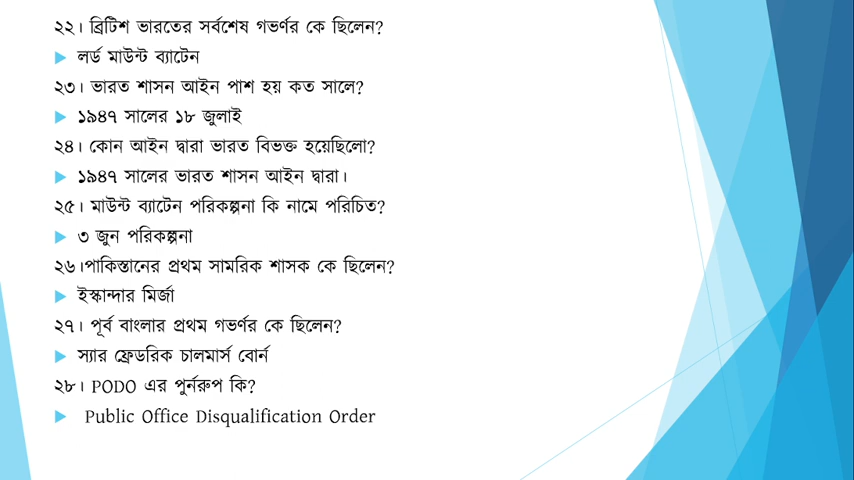 ২২। ব্রিটিশ ভারতের সর্বশেষ গভর্ণর কে ছিলেন?
লর্ড মাউন্ট ব্যাটেন
২৩। ভারত শাসন আইন পাশ হয় কত সালে?
১৯৪৭ সালের ১৮ জুলাই
২৪। কোন আইন দ্বারা ভারত বিভক্ত হয়েছিলো?
১৯৪৭ সালের ভারত শাসন আইন দ্বারা।
২৫। মাউন্ট ব্যাটেন পরিকল্পনা কি নামে পরিচিত?
৩ জুন পরিকল্পনা
২৬।পাকিস্তানের প্রথম সামরিক শাসক কে ছিলেন?
ইস্কান্দার মির্জা
২৭। পূর্ব বাংলার প্রথম গভর্ণর কে ছিলেন?
স্যার ফ্রেডরিক চালমার্স বোর্ন
২৮। PODO এর পুর্নরুপ কি?
Public Office Disqualification Order